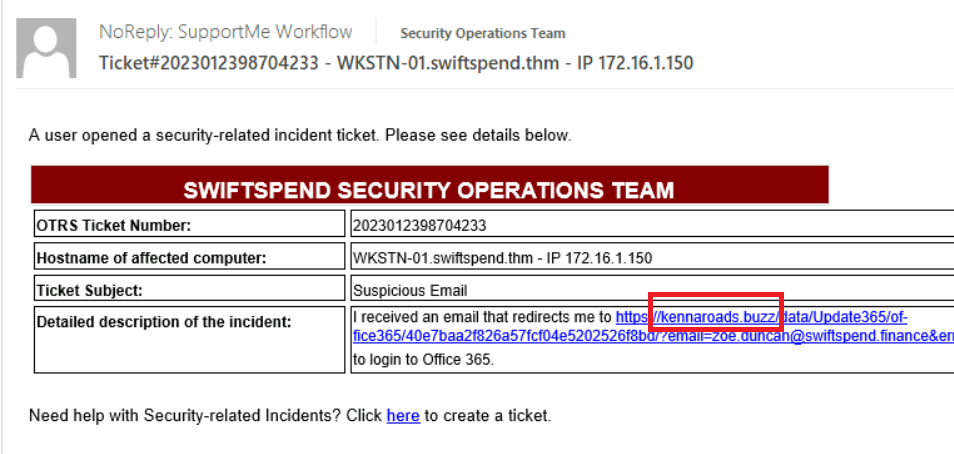 NoReply: SupportMe Workflow Security Operations Team
Ticket#2023012398704233 - WKSTN-01.swiftspend.thm - IP 172.16.1.150
A user opened a security-related incident ticket. Please see details below.
SWIFTSPEND SECURITY OPERATIONS TEAM
OTRS Ticket Number: 2023012398704233
Hostname of affected computer: WKSTN-01.swiftspend.thm - IP 172.16.1.150
Ticket Subject: Suspicious Email
Detailed description of the incident: I received an email that redirects me to https://kennaroads.buzz/data/Update365/of-
fice365/40e7baa2f826a57fcf04e5202526f8bd/?email=zoe.duncan@swiftspend.finance&err
to login to Office 365.
Need help with Security-related Incidents? Click here to create a ticket.